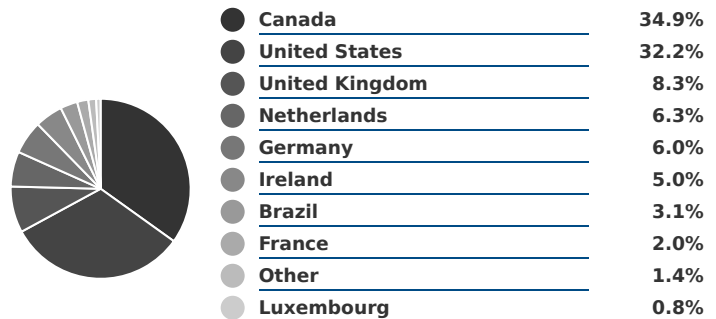 Canada 34.9%
United States 32.2%
United Kingdom 8.3%
Netherlands 6.3%
Germany 6.0%
Ireland 5.0%
Brazil 3.1%
France 2.0%
Other 1.4%
Luxembourg 0.8%